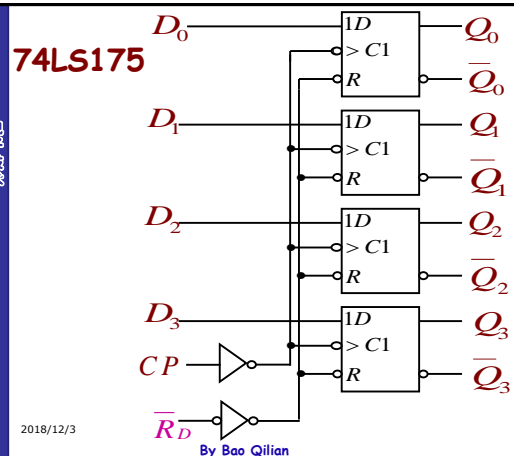 74LS175
D₀ 1D Q₀
> C1
R Q̅₀
D₁ 1D Q₁
> C1
R Q̅₁
D₂ 1D Q₂
> C1
R Q̅₂
D₃ 1D Q₃
CP > C1
R Q̅₃
R̅D
2018/12/3
By Bao Qilian